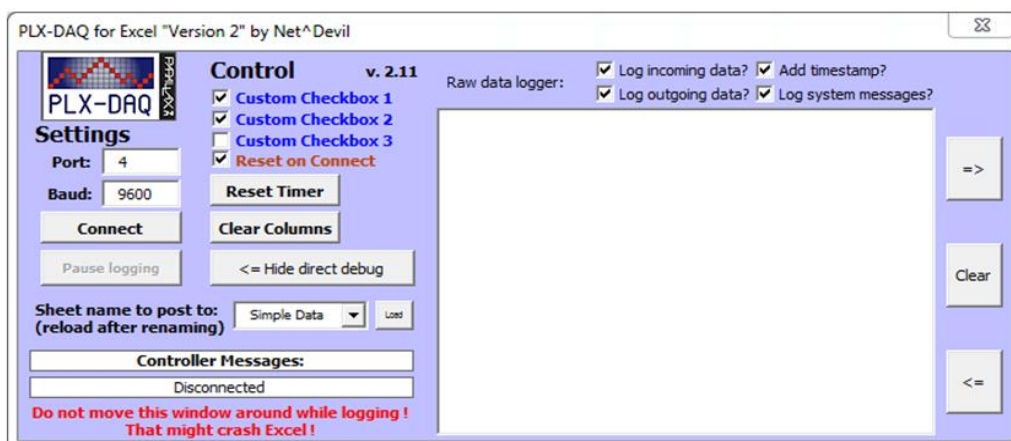 PLX-DAQ for Excel "Version 2" by Net^Devil
PLX-DAQ
PARALLAX
Control v. 2.11
Custom Checkbox 1
Custom Checkbox 2
Custom Checkbox 3
Reset on Connect
Settings
Port: 4
Baud: 9600
Reset Timer
Connect
Clear Columns
Pause logging
<= Hide direct debug
Sheet name to post to:
(reload after renaming)
Simple Data
Load
Controller Messages:
Disconnected
Do not move this window around while logging !
That might crash Excel !
Raw data logger:
Log incoming data? Add timestamp?
Log outgoing data? Log system messages?
=>
Clear
<=